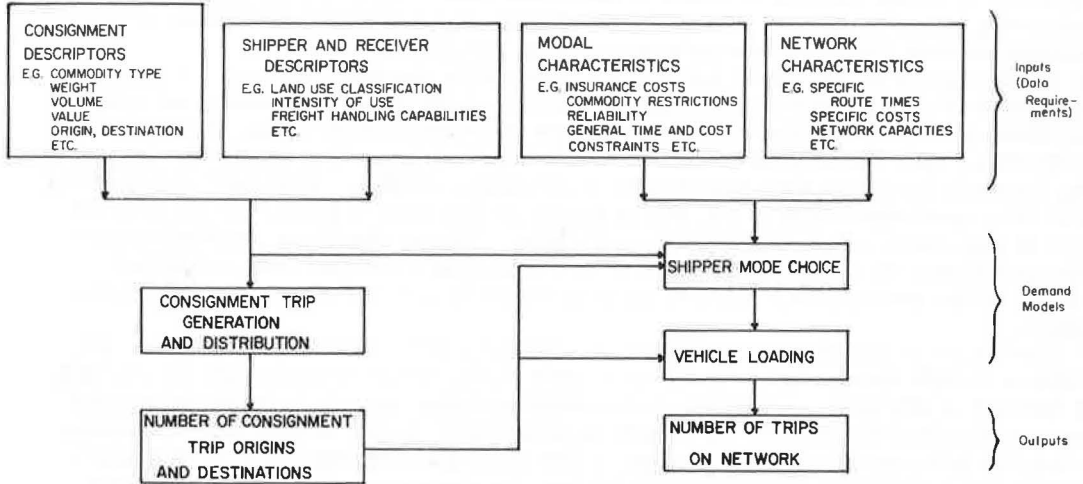 CONSIGNMENT
DESCRIPTORS
E.G. COMMODITY TYPE
WEIGHT
VOLUME
VALUE
ORIGIN, DESTINATION
ETC.
SHIPPER AND RECEIVER
DESCRIPTORS
E.G. LAND USE CLASSIFICATION
INTENSITY OF USE
FREIGHT HANDLING CAPABILITIES
ETC.
MODAL
CHARACTERISTICS
E.G. INSURANCE COSTS
COMMODITY RESTRICTIONS
RELIABILITY
GENERAL TIME AND COST
CONSTRAINTS ETC.
NETWORK
CHARACTERISTICS
E.G. SPECIFIC
ROUTE TIMES
SPECIFIC COSTS
NETWORK CAPACITIES
ETC.
Inputs
(Data
Require-
ments)
SHIPPER MODE CHOICE
CONSIGNMENT TRIP
GENERATION
AND DISTRIBUTION
VEHICLE LOADING
Demand
Models
NUMBER OF CONSIGNMENT
TRIP ORIGINS
AND DESTINATIONS
NUMBER OF TRIPS
ON NETWORK
Outputs